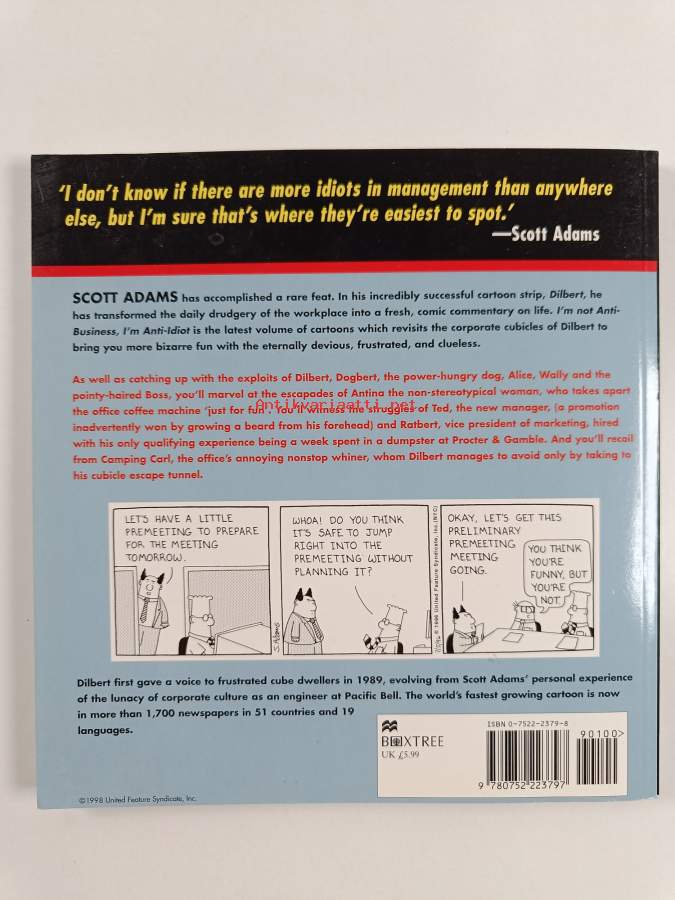 ‘I don’t know if there are more idiots in management than anywhere
else, but I’m sure that’s where they’re easiest to spot.’
—Scott Adams
SCOTT ADAMS has accomplished a rare feat. In his incredibly successful cartoon strip, Dilbert, he
has transformed the daily drudgery of the workplace into a fresh, comic commentary on life. I’m not Anti-
Business, I’m Anti-Idiot is the latest volume of cartoons which revisits the corporate cubicles of Dilbert to
bring you more bizarre fun with the eternally devious, frustrated, and clueless.
As well as catching up with the exploits of Dilbert, Dogbert, the power-hungry dog, Alice, Wally and the
pointy-haired Boss, you’ll marvel at the escapades of Antina the non-stereotypical woman, who takes apart
the office coffee machine ‘just for fun’. You’ll witness the struggles of Ted, the new manager, (a promotion
Antikvariaatti.net
inadvertently won by growing a beard from his forehead) and Ratbert, vice president of marketing, hired
with his only qualifying experience being a week spent in a dumpster at Procter & Gamble. And you’ll recoil
from Camping Carl, the office’s annoying nonstop whiner, whom Dilbert manages to avoid only by taking to
his cubicle escape tunnel.
LET’S HAVE A LITTLE
PREMEETING TO PREPARE
FOR THE MEETING
TOMORROW.
S. Adams
WHOA! DO YOU THINK
IT’S SAFE TO JUMP
RIGHT INTO THE
PREMEETING WITHOUT
PLANNING IT?
© 1996 United Feature Syndicate, Inc.(NYC)
OKAY, LET’S GET THIS
PRELIMINARY
PREMEETING
MEETING
GOING.
YOU THINK
YOU’RE
FUNNY, BUT
YOU’RE
NOT.
Dilbert first gave a voice to frustrated cube dwellers in 1989, evolving from Scott Adams’ personal experience
of the lunacy of corporate culture as an engineer at Pacific Bell. The world’s fastest growing cartoon is now
in more than 1,700 newspapers in 51 countries and 19
languages.
BOXTREE
UK £5.99
ISBN 0-7522-2379-8
90100>
9 780752 223797
©1998 United Feature Syndicate, Inc.